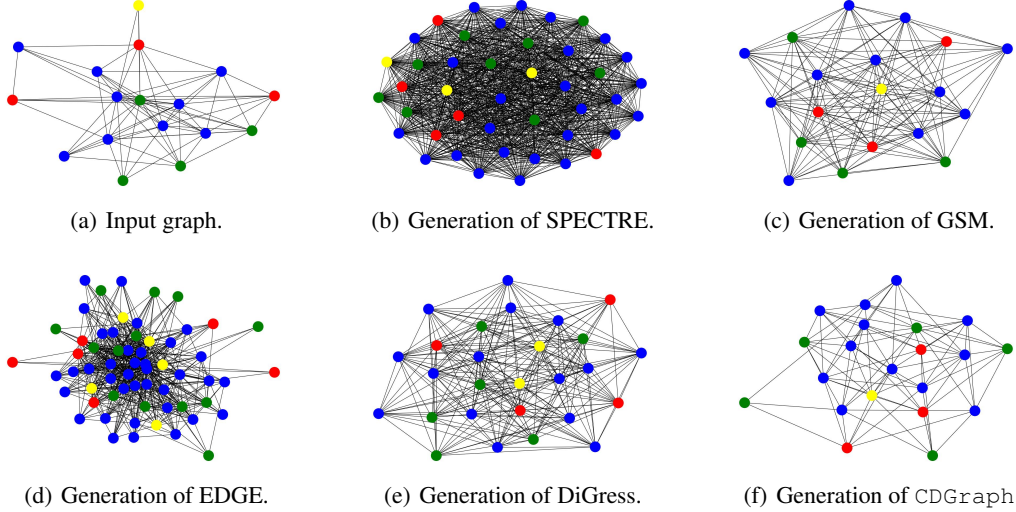 (a) Input graph.
(b) Generation of SPECTRE.
(c) Generation of GSM.
(d) Generation of EDGE.
(e) Generation of DiGress.
(f) Generation of CDGraph